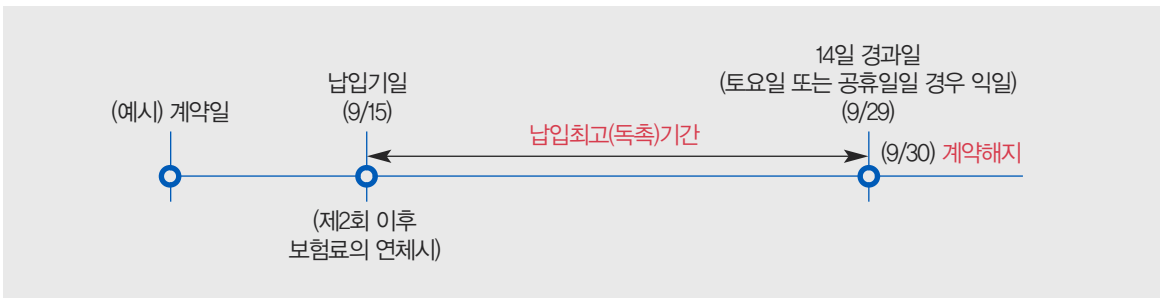 (예시) 계약일
납입기일
(9/15)
(제2회 이후
보험료의 연체시)
납입최고(독촉)기간
14일 경과일
(토요일 또는 공휴일일 경우 익일)
(9/29)
(9/30) 계약해지